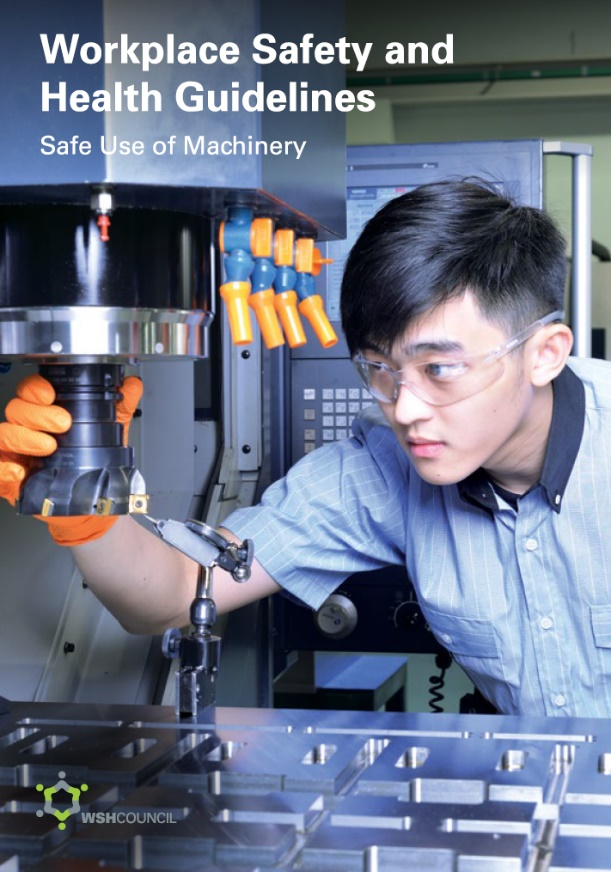 Workplace Safety and
Health Guidelines
Safe Use of Machinery
WSHCOUNCIL